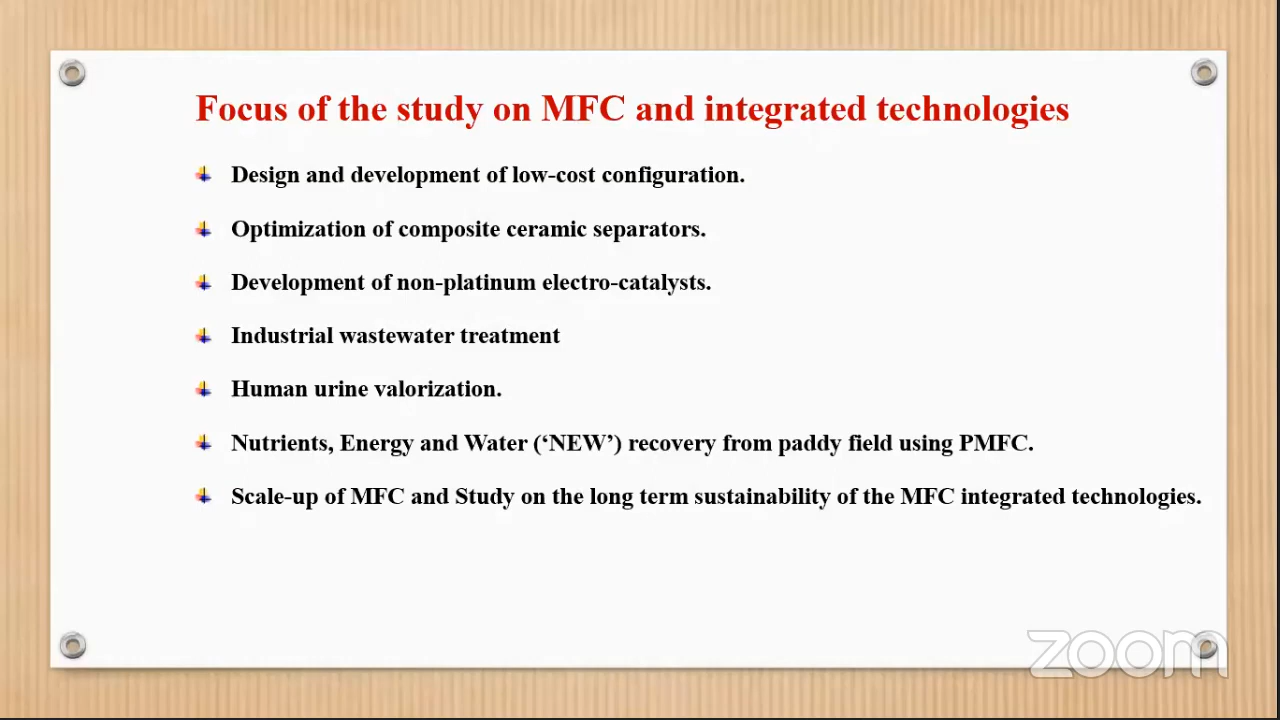 Focus of the study on MFC and integrated technologies
Design and development of low-cost configuration.
Optimization of composite ceramic separators.
Development of non-platinum electro-catalysts.
Industrial wastewater treatment
Human urine valorization.
Nutrients, Energy and Water (‘NEW’) recovery from paddy field using PMFC.
Scale-up of MFC and Study on the long term sustainability of the MFC integrated technologies.
zoom